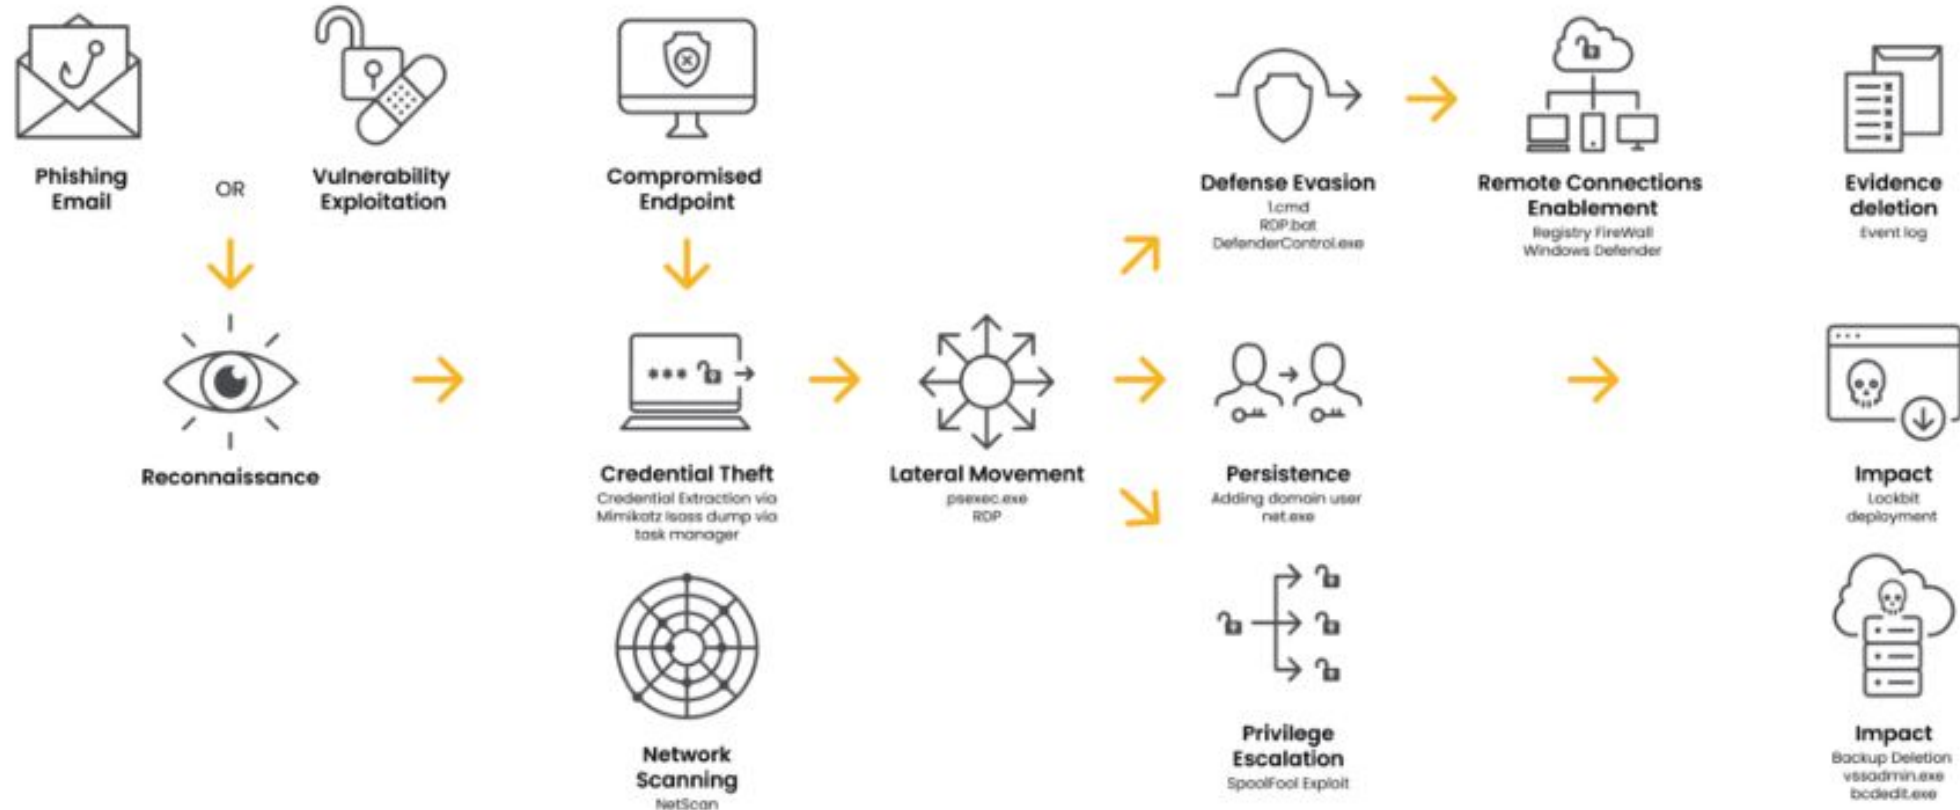 Phishing
Email
OR
Vulnerability
Exploitation
Compromised
Endpoint
Defense Evasion
1.cmd
RDP.bat
DefenderControl.exe
Remote Connections
Enablement
Registry FireWall
Windows Defender
Evidence
deletion
Event log
Reconnaissance
***
Credential Theft
Credential Extraction via
Mimikatz lsass dump via
task manager
Lateral Movement
psexec.exe
RDP
Persistence
Adding domain user
net.exe
Impact
Lockbit
deployment
Network
Scanning
NetScan
Privilege
Escalation
SpoolFool Exploit
Impact
Backup Deletion
vssadmin.exe
bcdedit.exe